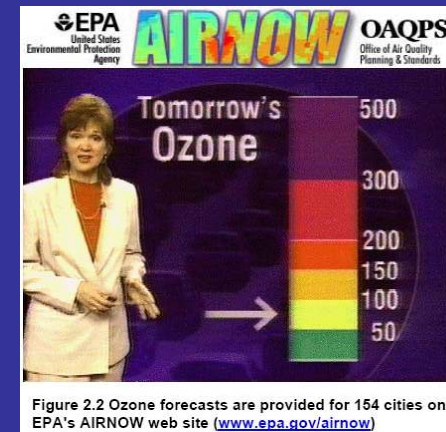 EPA
United States
Environmental Protection
Agency
AIRNOW
OAQPS
Office of Air Quality
Planning & Standards
Tomorrow's
Ozone
500
300
200
150
100
50
Figure 2.2 Ozone forecasts are provided for 154 cities on
EPA's AIRNOW web site (www.epa.gov/airnow)